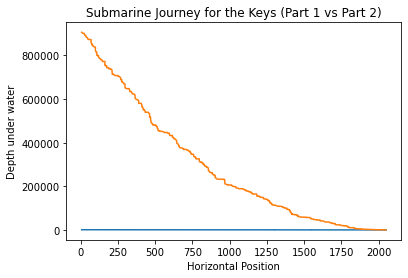 Submarine Journey for the Keys (Part 1 vs Part 2)
Depth under water
800000
600000
400000
200000
0
0 250 500 750 1000 1250 1500 1750 2000
Horizontal Position